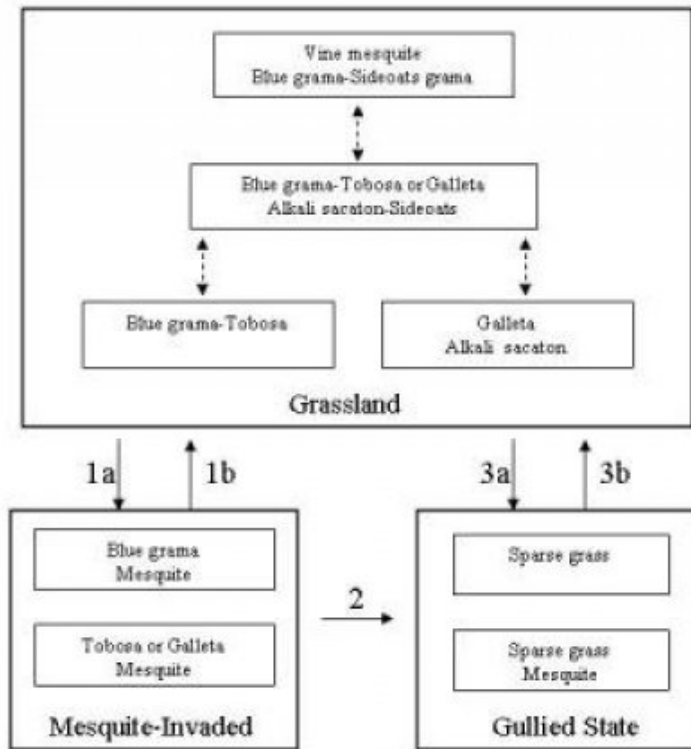 Vine mesquite
Blue grama-Sideoats grama
Blue grama-Tobosa or Galleta
Alkali sacaton-Sideoats
Blue grama-Tobosa
Galleta
Alkali sacaton
Grassland
1a
1b
3a
3b
Blue grama
Mesquite
Tobosa or Galleta
Mesquite
Mesquite-Invaded
2
Sparse grass
Sparse grass
Mesquite
Gullied State